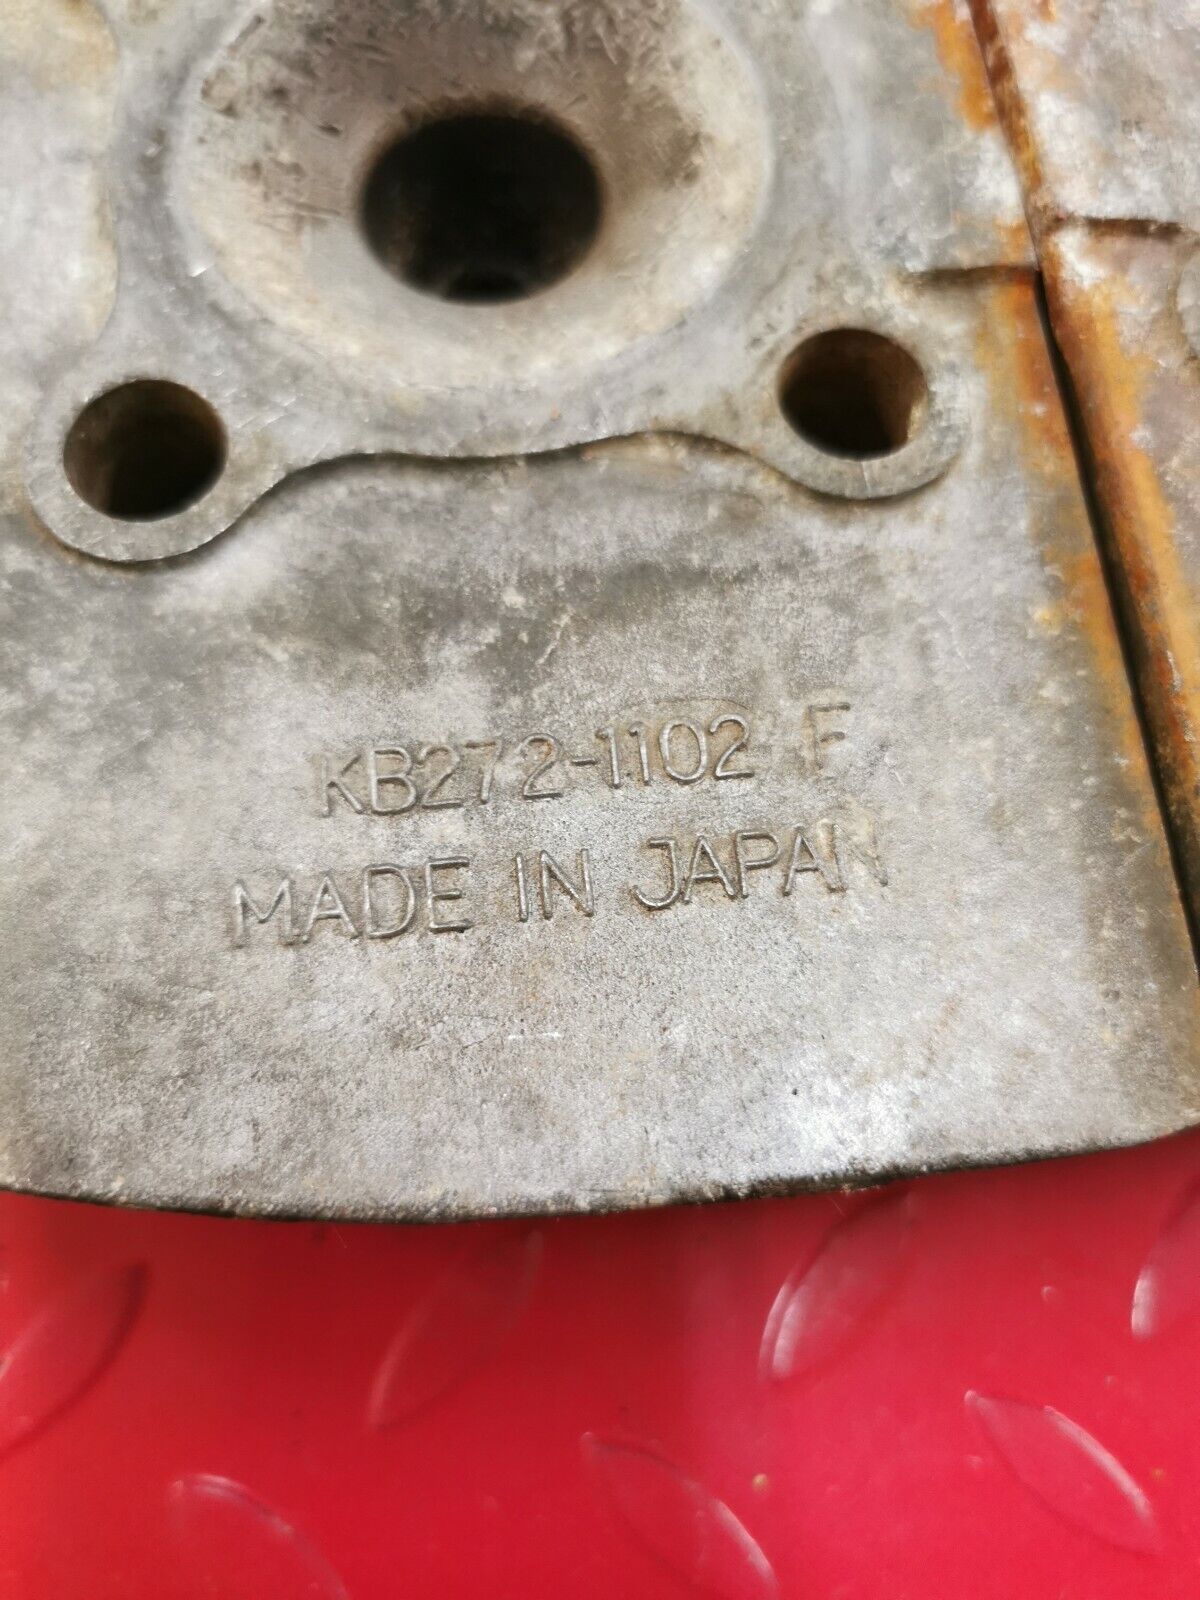 KB272-1102 F
MADE IN JAPAN